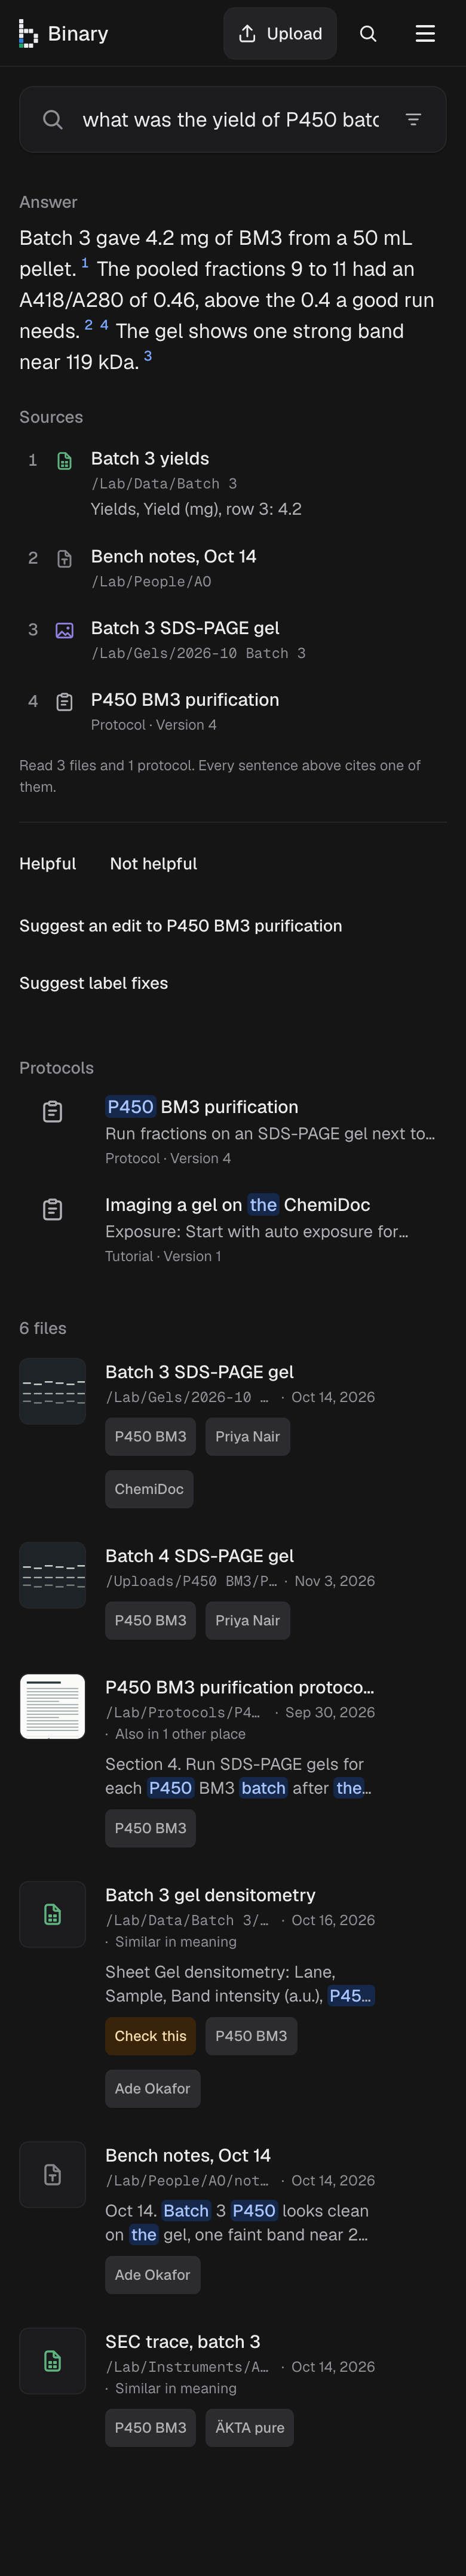 Binary
Upload
what was the yield of P450 batc
Answer
Batch 3 gave 4.2 mg of BM3 from a 50 mL
pellet. 1 The pooled fractions 9 to 11 had an
A418/A280 of 0.46, above the 0.4 a good run
needs. 2 4 The gel shows one strong band
near 119 kDa. 3
Sources
1 Batch 3 yields
/Lab/Data/Batch 3
Yields, Yield (mg), row 3: 4.2
2 Bench notes, Oct 14
/Lab/People/AO
3 Batch 3 SDS-PAGE gel
/Lab/Gels/2026-10 Batch 3
4 P450 BM3 purification
Protocol · Version 4
Read 3 files and 1 protocol. Every sentence above cites one of
them.
Helpful Not helpful
Suggest an edit to P450 BM3 purification
Suggest label fixes
Protocols
P450 BM3 purification
Run fractions on an SDS-PAGE gel next to…
Protocol · Version 4
Imaging a gel on the ChemiDoc
Exposure: Start with auto exposure for…
Tutorial · Version 1
6 files
Batch 3 SDS-PAGE gel
/Lab/Gels/2026-10 … · Oct 14, 2026
P450 BM3 Priya Nair
ChemiDoc
Batch 4 SDS-PAGE gel
/Uploads/P450 BM3/P… · Nov 3, 2026
P450 BM3 Priya Nair
P450 BM3 purification protoco…
/Lab/Protocols/P4… · Sep 30, 2026
· Also in 1 other place
Section 4. Run SDS-PAGE gels for
each P450 BM3 batch after the…
P450 BM3
Batch 3 gel densitometry
/Lab/Data/Batch 3/… · Oct 16, 2026
· Similar in meaning
Sheet Gel densitometry: Lane,
Sample, Band intensity (a.u.), P45…
Check this P450 BM3
Ade Okafor
Bench notes, Oct 14
/Lab/People/AO/not… · Oct 14, 2026
Oct 14. Batch 3 P450 looks clean
on the gel, one faint band near 2…
Ade Okafor
SEC trace, batch 3
/Lab/Instruments/A… · Oct 14, 2026
· Similar in meaning
P450 BM3 ÄKTA pure